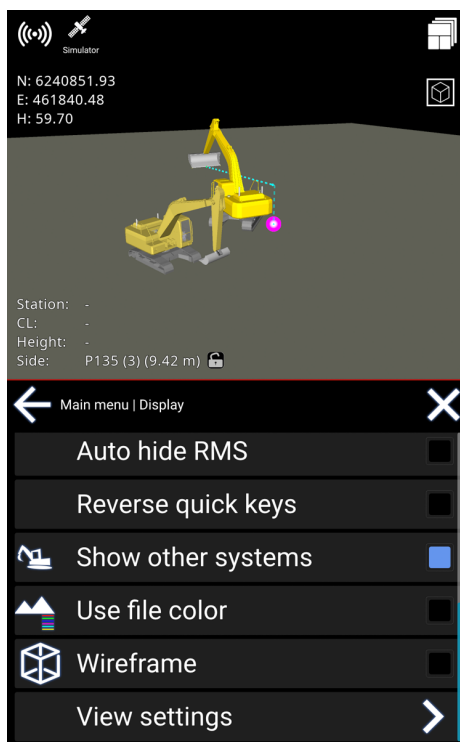 Simulator
N: 6240851.93
E: 461840.48
H: 59.70
Station: -
CL: -
Height: -
Side: P135 (3) (9.42 m)
Main menu | Display
Auto hide RMS
Reverse quick keys
Show other systems
Use file color
Wireframe
View settings